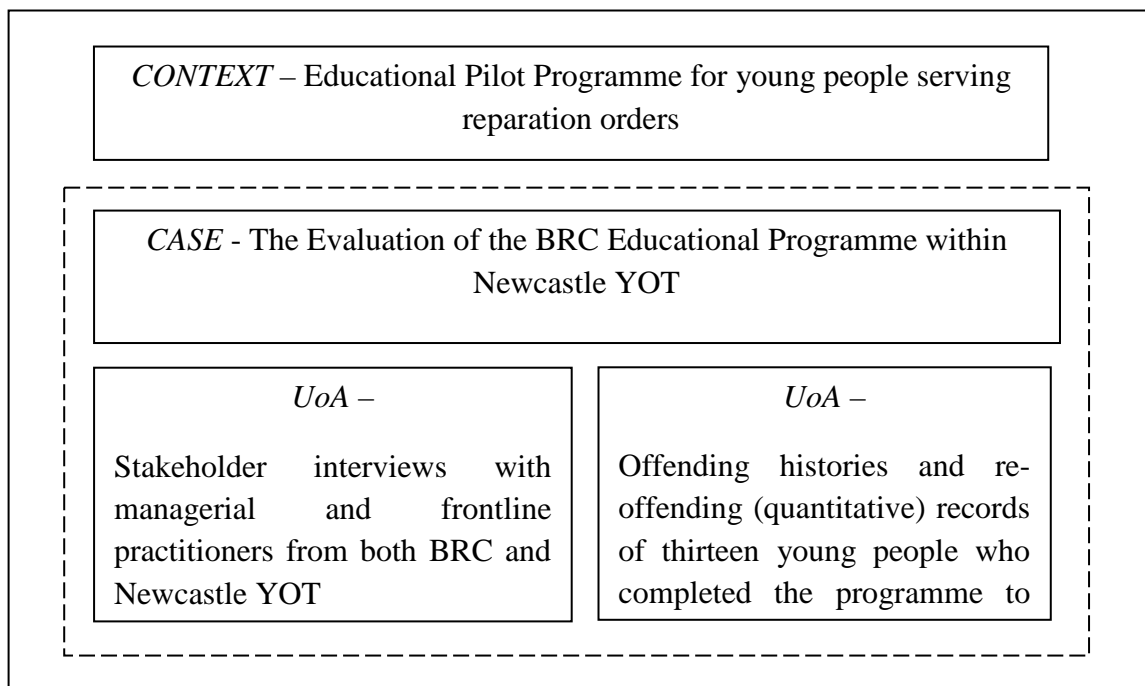 CONTEXT – Educational Pilot Programme for young people serving
reparation orders
CASE - The Evaluation of the BRC Educational Programme within
Newcastle YOT
UoA –
Stakeholder interviews with
managerial and frontline
practitioners from both BRC and
Newcastle YOT
UoA –
Offending histories and re-
offending (quantitative) records
of thirteen young people who
completed the programme to